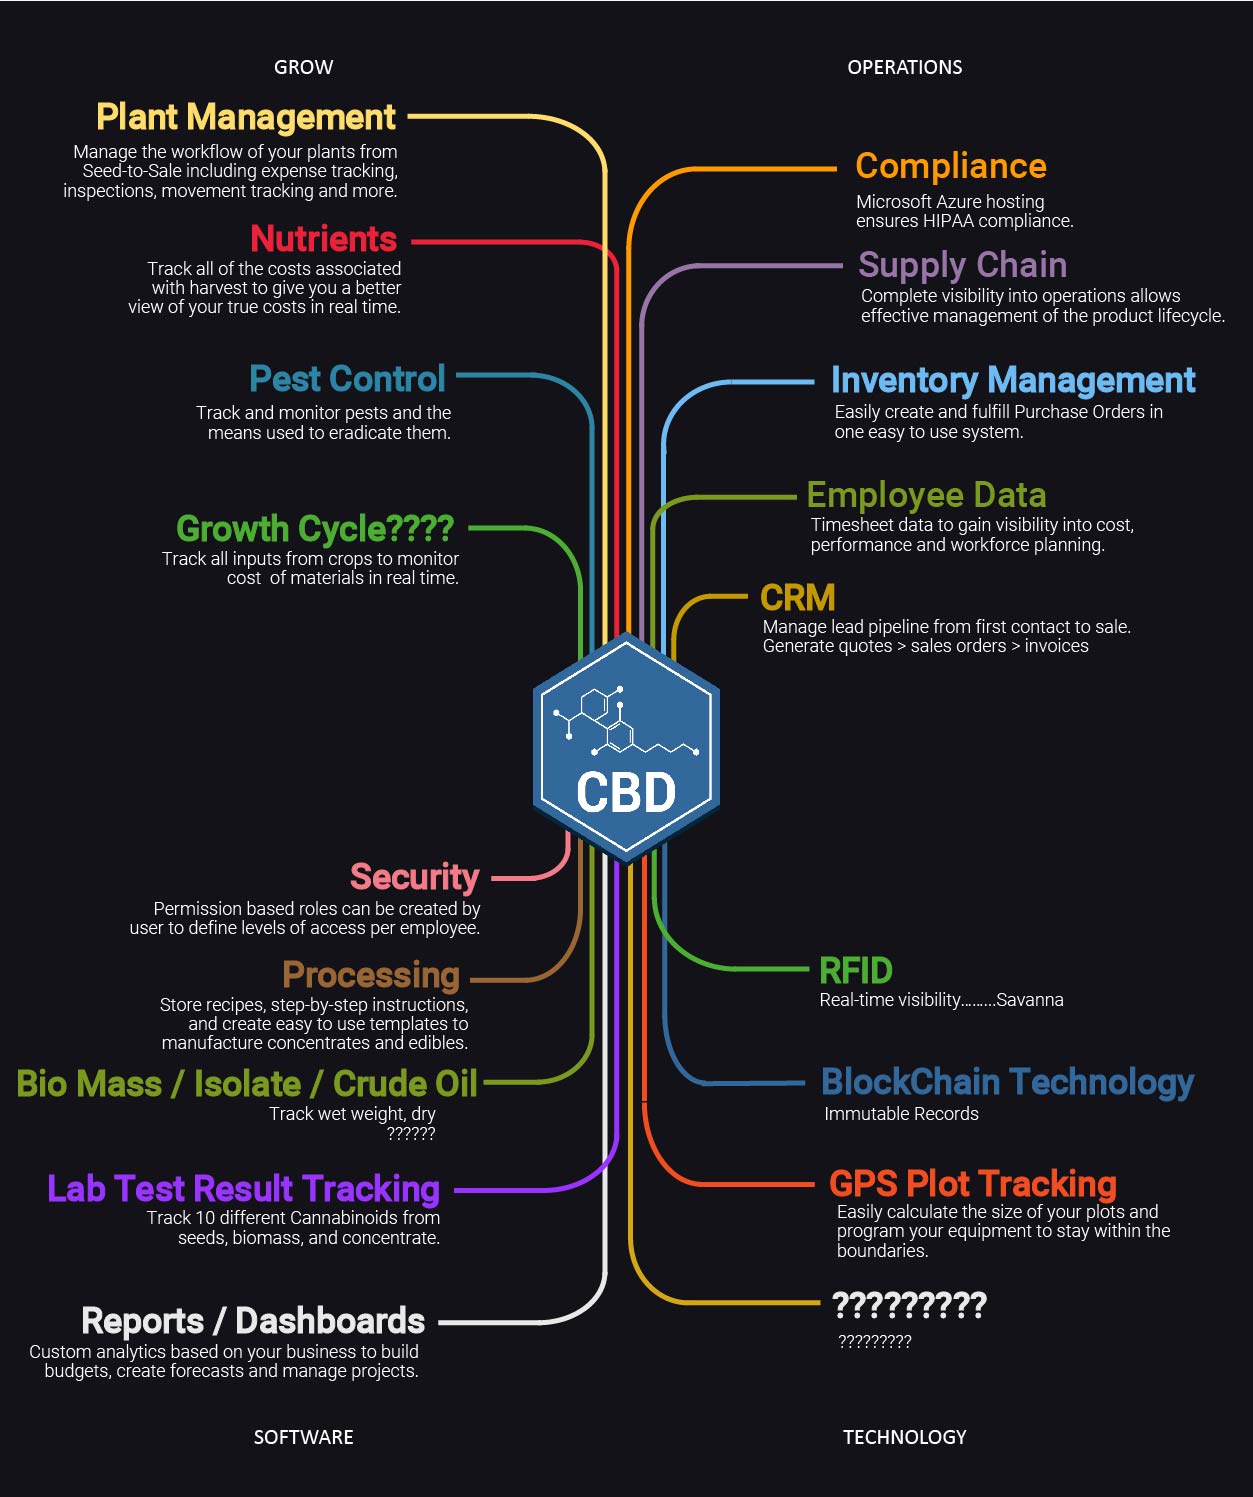 GROW
Plant Management
Manage the workflow of your plants from
Seed-to-Sale including expense tracking,
inspections, movement tracking and more.
Nutrients
Track all of the costs associated
with harvest to give you a better
view of your true costs in real time.
Pest Control
Track and monitor pests and the
means used to eradicate them.
Growth Cycle????
Track all inputs from crops to monitor
cost  of materials in real time.
OPERATIONS
Compliance
Microsoft Azure hosting
ensures HIPAA compliance.
Supply Chain
Complete visibility into operations allows
effective management of the product lifecycle.
Inventory Management
Easily create and fulfill Purchase Orders in
one easy to use system.
Employee Data
Timesheet data to gain visibility into cost,
performance and workforce planning.
CRM
Manage lead pipeline from first contact to sale.
Generate quotes > sales orders > invoices
CBD
Security
Permission based roles can be created by
user to define levels of access per employee.
Processing
Store recipes, step-by-step instructions,
and create easy to use templates to
manufacture concentrates and edibles.
Bio Mass / Isolate / Crude Oil
Track wet weight, dry
??????
Lab Test Result Tracking
Track 10 different Cannabinoids from
seeds, biomass, and concentrate.
Reports / Dashboards
Custom analytics based on your business to build
budgets, create forecasts and manage projects.
SOFTWARE
RFID
Real-time visibility.........Savanna
BlockChain Technology
Immutable Records
GPS Plot Tracking
Easily calculate the size of your plots and
program your equipment to stay within the
boundaries.
?????????
?????????
TECHNOLOGY